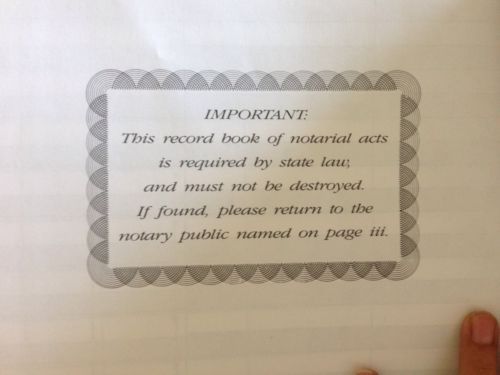 IMPORTANT:
This record book of notarial acts
is required by state law,
and must not be destroyed.
If found, please return to the
notary public named on page iii.